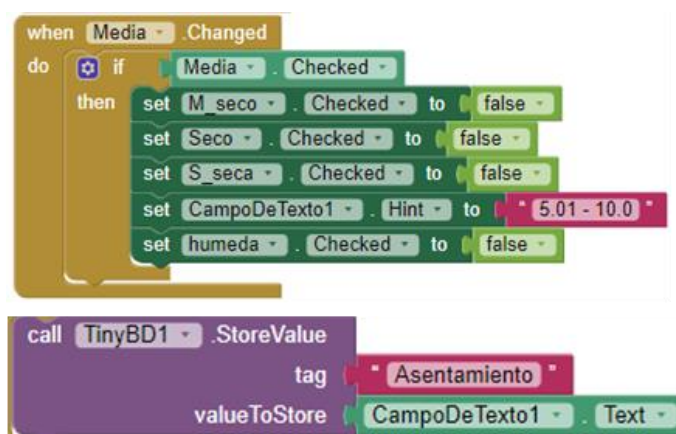 when Media .Changed
do if Media . Checked
then set M_seco . Checked to false
set Seco . Checked to false
set S_seca . Checked to false
set CampoDeTexto1 . Hint to " 5.01 - 10.0 "
set humeda . Checked to false
call TinyBD1 .StoreValue
tag " Asentamiento "
valueToStore CampoDeTexto1 . Text